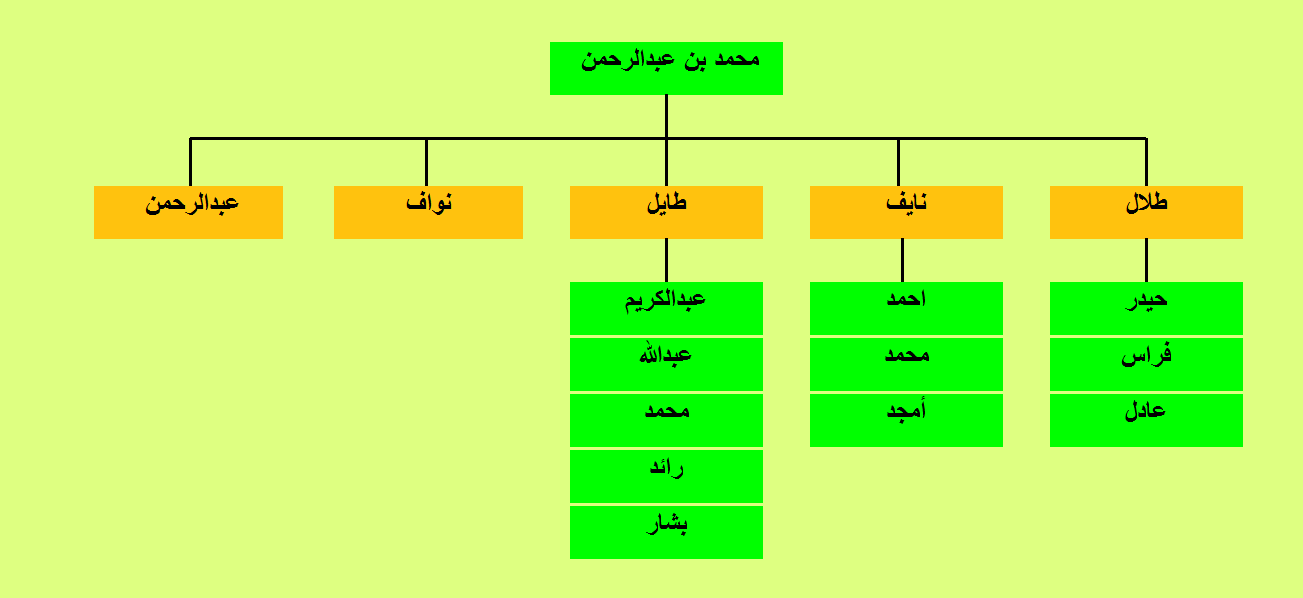 محمد بن عبدالرحمن
طلال
نايف
طايل
نواف
عبدالرحمن
حيدر
فراس
عادل
احمد
محمد
أمجد
عبدالكريم
عبدالله
محمد
رائد
بشار